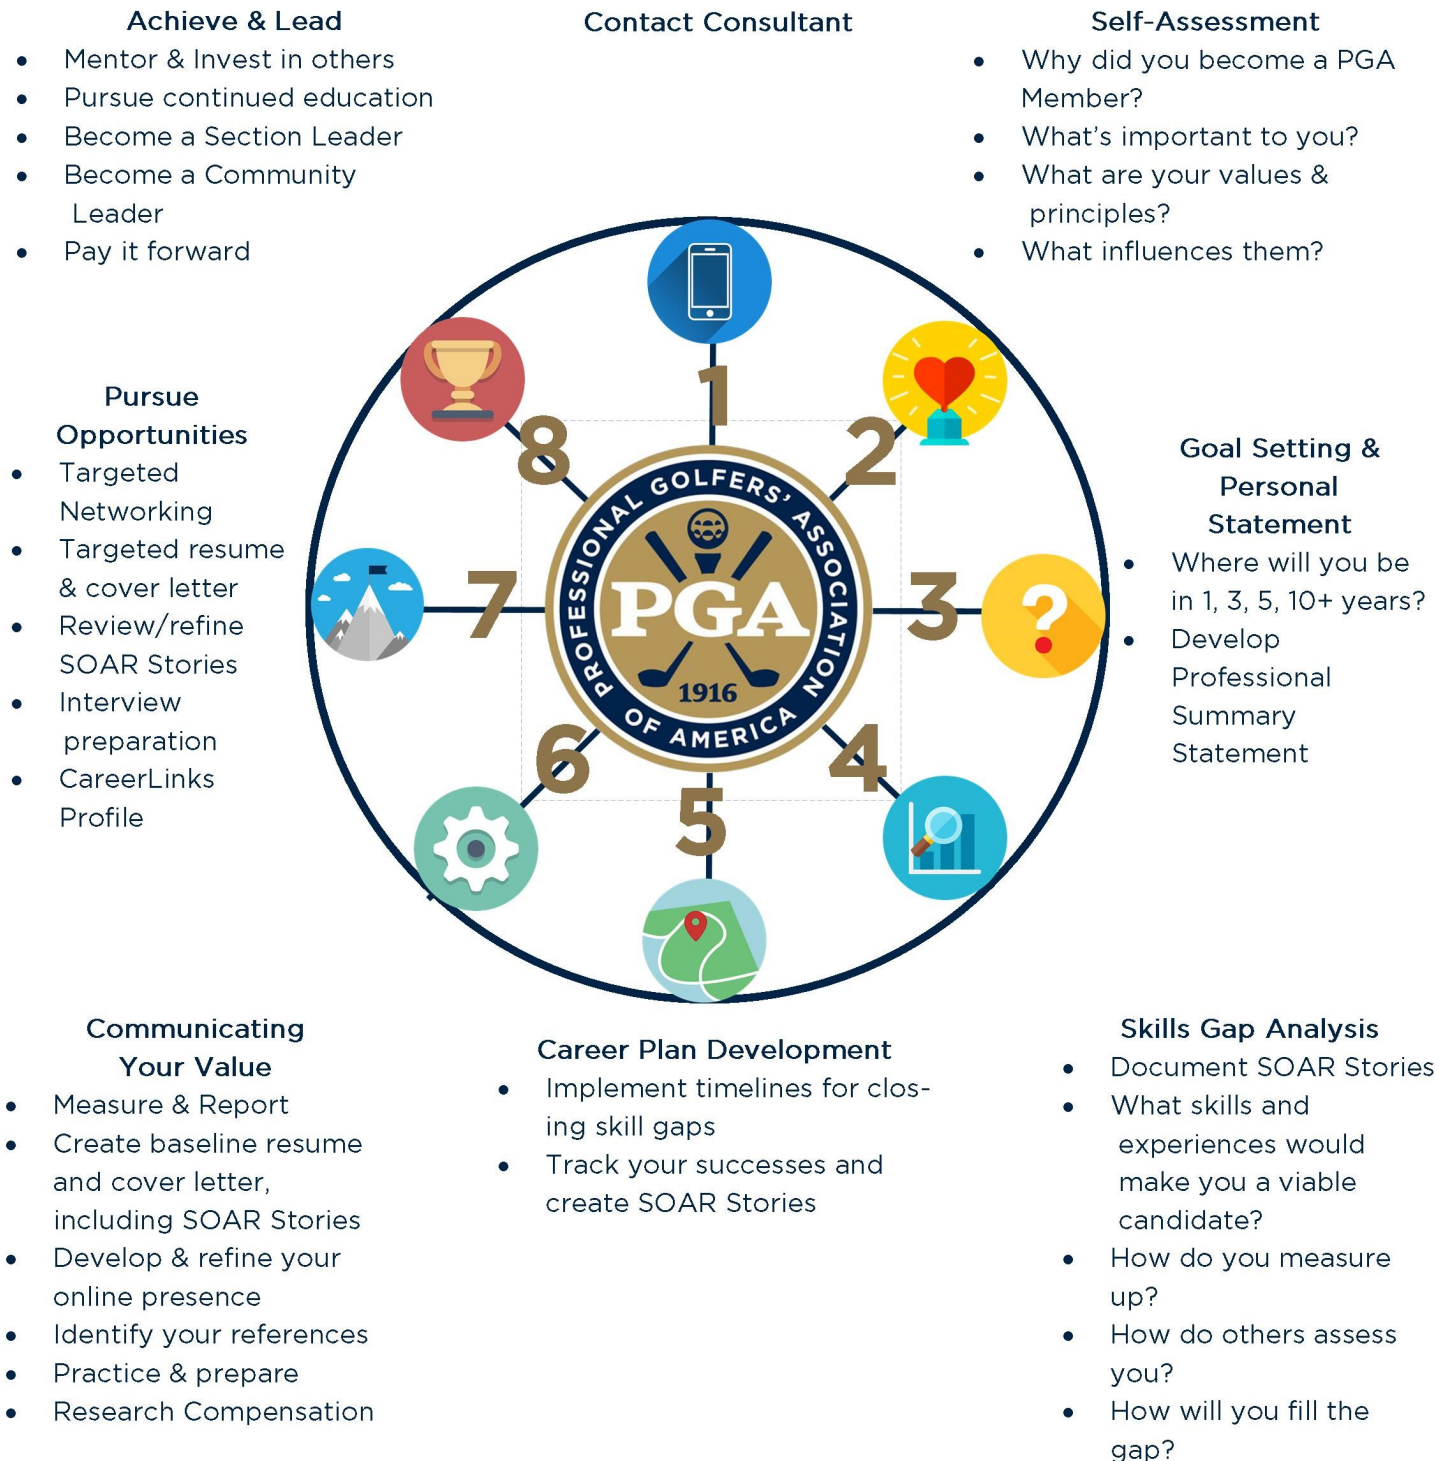 Achieve & Lead
• Mentor & Invest in others
• Pursue continued education
• Become a Section Leader
• Become a Community
Leader
• Pay it forward
Contact Consultant
Self-Assessment
• Why did you become a PGA
Member?
• What's important to you?
• What are your values &
principles?
• What influences them?
Pursue
Opportunities
• Targeted
Networking
• Targeted resume
& cover letter
• Review/refine
SOAR Stories
• Interview
preparation
• CareerLinks
Profile
1
2
3
4
5
6
7
8
PROFESSIONAL GOLFERS' ASSOCIATION
OF AMERICA
PGA
1916
?
Goal Setting &
Personal
Statement
• Where will you be
in 1, 3, 5, 10+ years?
• Develop
Professional
Summary
Statement
Communicating
Your Value
• Measure & Report
• Create baseline resume
and cover letter,
including SOAR Stories
• Develop & refine your
online presence
• Identify your references
• Practice & prepare
• Research Compensation
Career Plan Development
• Implement timelines for clos-
ing skill gaps
• Track your successes and
create SOAR Stories
Skills Gap Analysis
• Document SOAR Stories
• What skills and
experiences would
make you a viable
candidate?
• How do you measure
up?
• How do others assess
you?
• How will you fill the
gap?